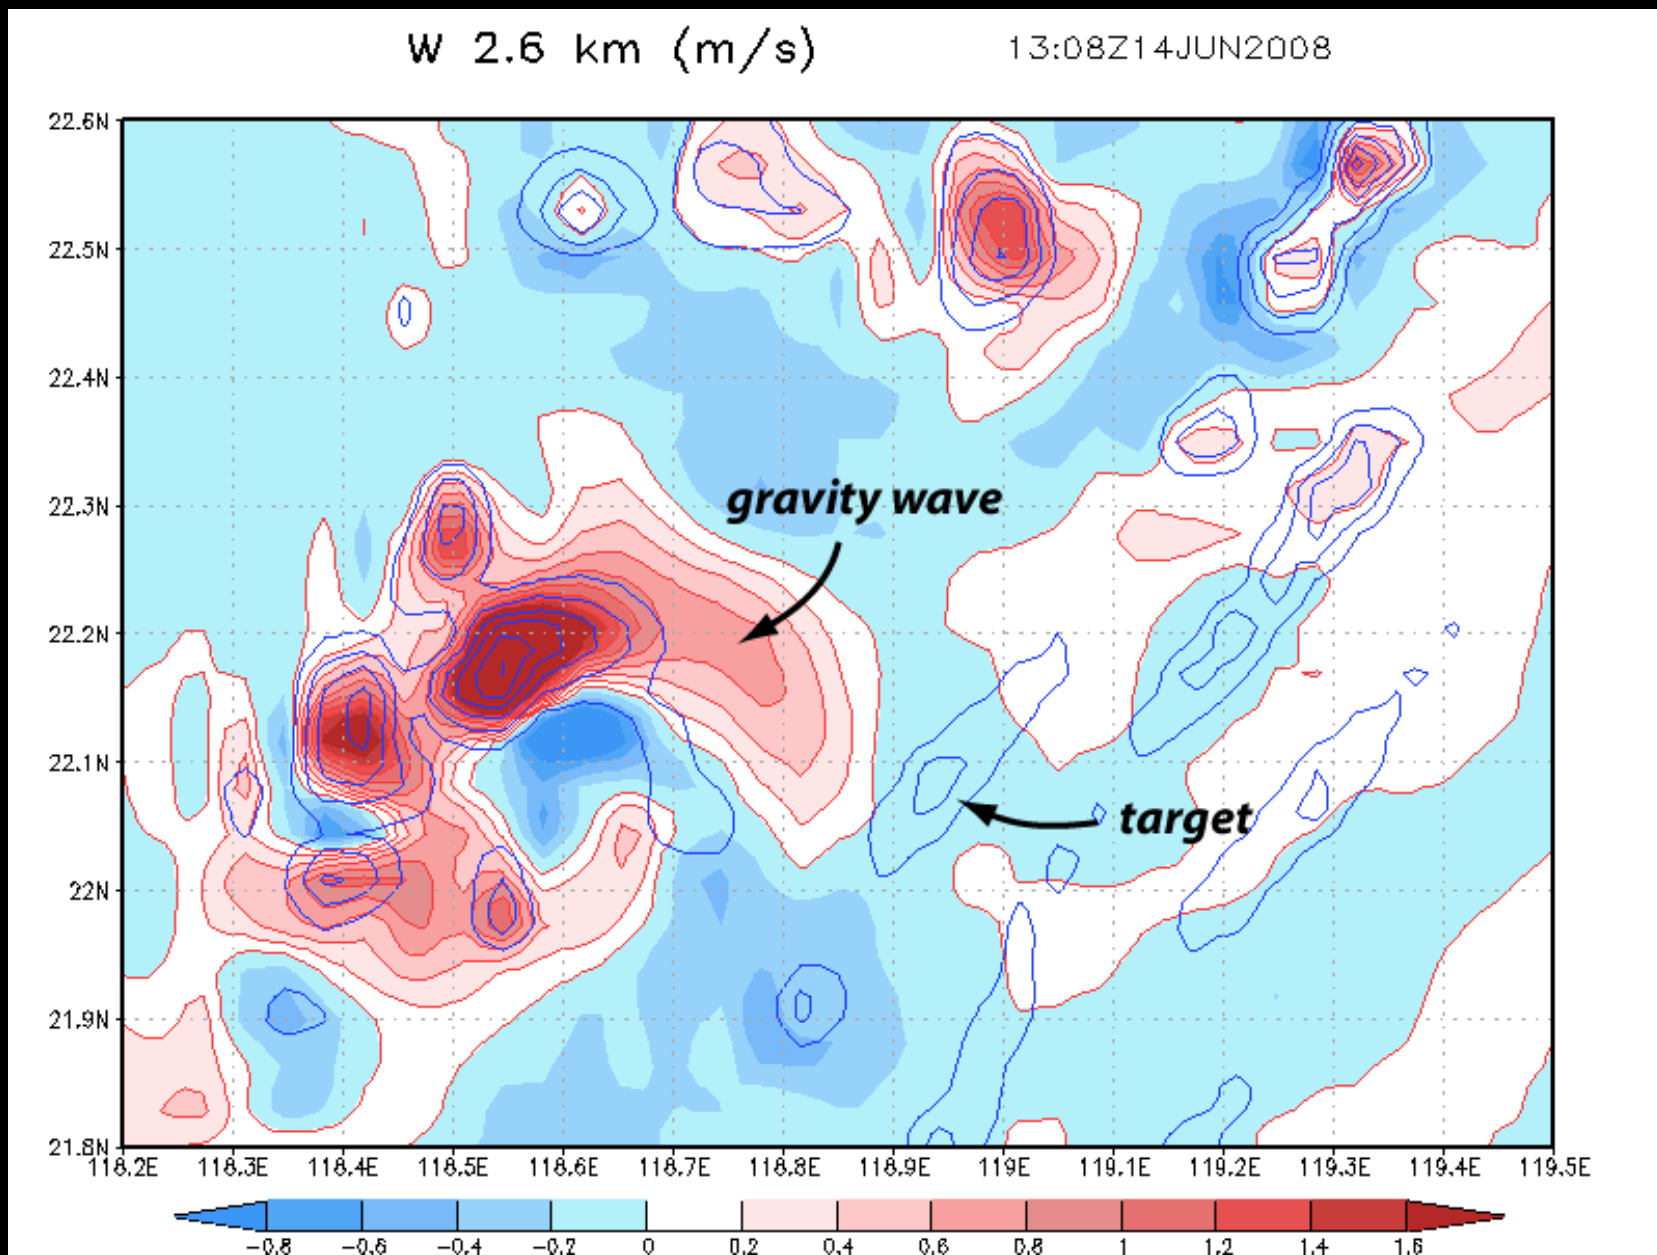 W 2.6 km (m/s)
13:08Z14JUN2008
22.6N
22.5N
22.4N
22.3N
22.2N
22.1N
22N
21.9N
21.8N
gravity wave
target
118.2E 118.3E 118.4E 118.5E 118.6E 118.7E 118.8E 118.9E 119E 119.1E 119.2E 119.3E 119.4E 119.5E
-0.8 -0.6 -0.4 -0.2 0 0.2 0.4 0.6 0.8 1 1.2 1.4 1.6